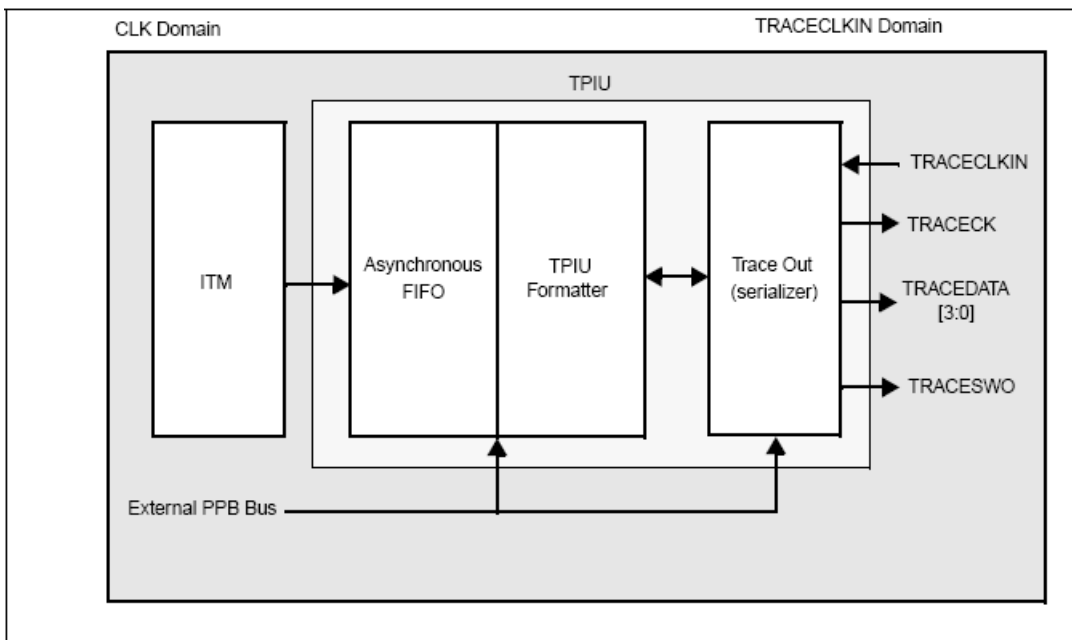 CLK Domain
TRACECLKIN Domain
TPIU
ITM
Asynchronous
FIFO
TPIU
Formatter
Trace Out
(serializer)
TRACECLKIN
TRACECK
TRACEDATA
[3:0]
TRACESWO
External PPB Bus